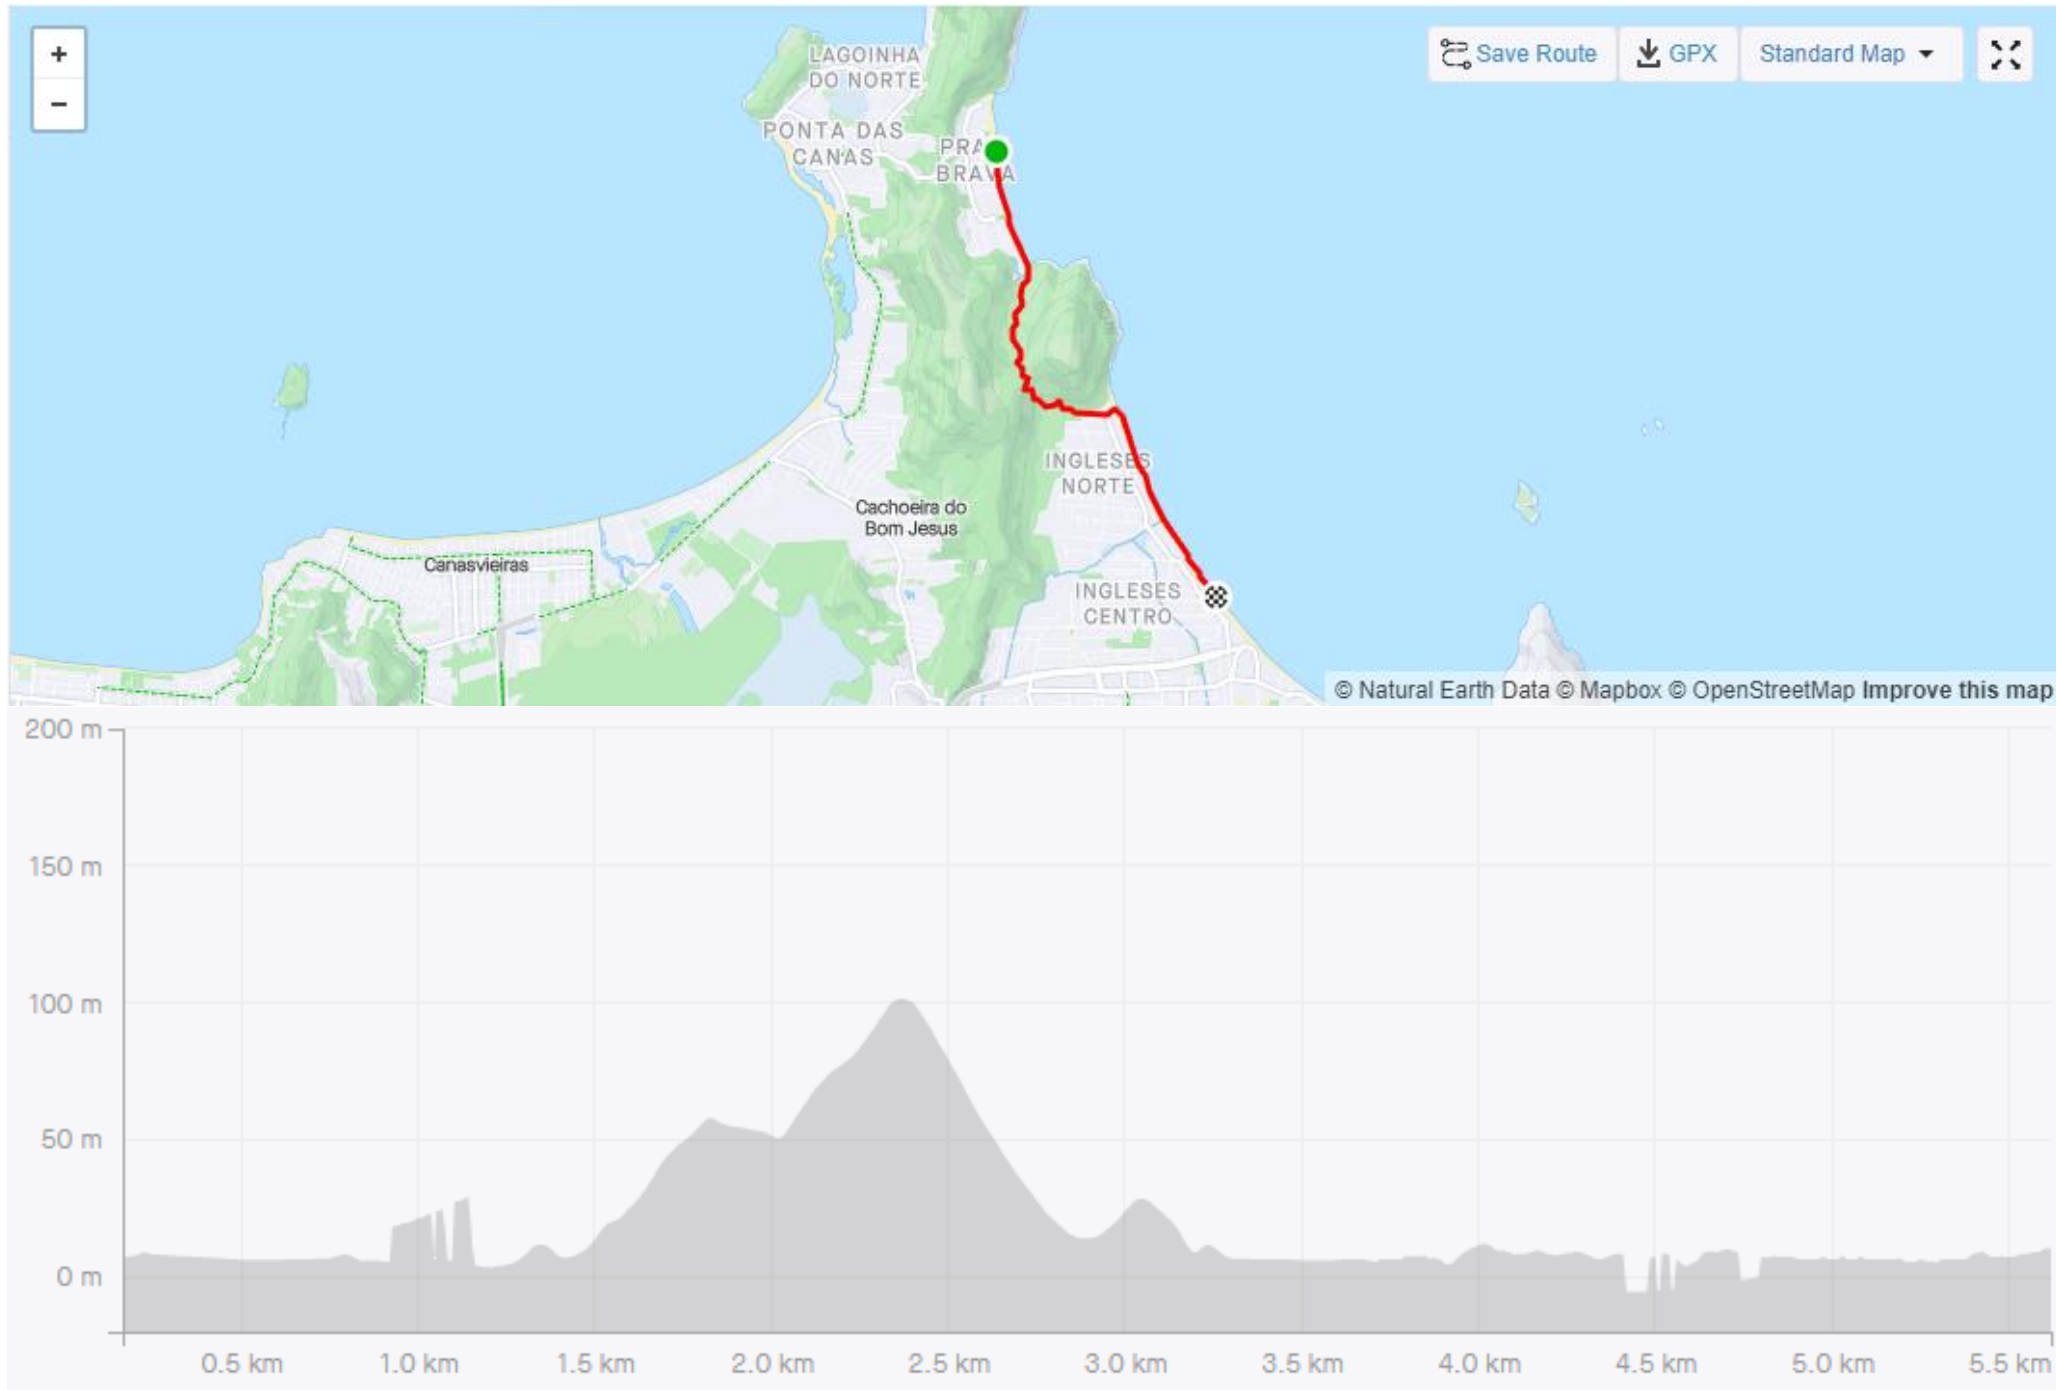 +
−
LAGOINHA
DO NORTE
Save Route
GPX
Standard Map
PONTA DAS
CANAS
PRA
BRAVA
INGLESES
NORTE
Cachoeira do
Bom Jesus
Canasvieiras
INGLESES
CENTRO
© Natural Earth Data © Mapbox © OpenStreetMap Improve this map
200 m
150 m
100 m
50 m
0 m
0.5 km 1.0 km 1.5 km 2.0 km 2.5 km 3.0 km 3.5 km 4.0 km 4.5 km 5.0 km 5.5 km